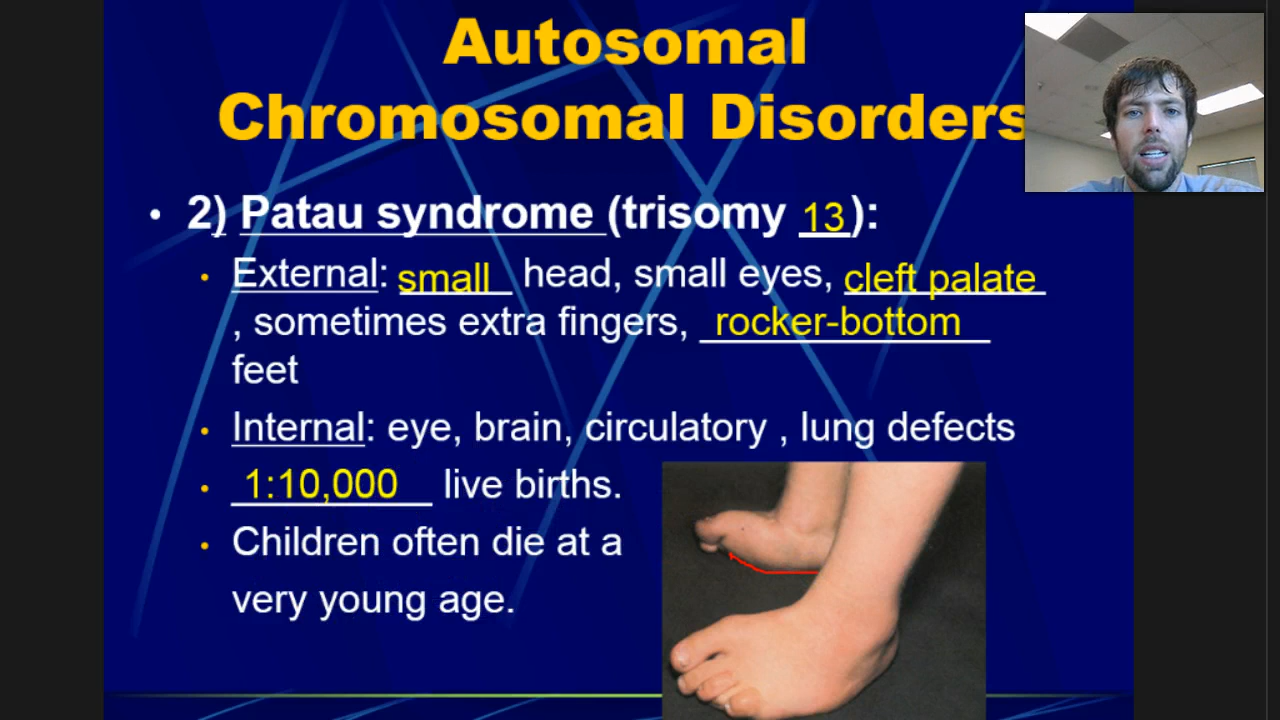 Autosomal
Chromosomal Disorders
• 2) Patau syndrome (trisomy 13):
• External: small head, small eyes, cleft palate
, sometimes extra fingers, rocker-bottom
feet
• Internal: eye, brain, circulatory , lung defects
• 1:10,000 live births.
• Children often die at a
very young age.